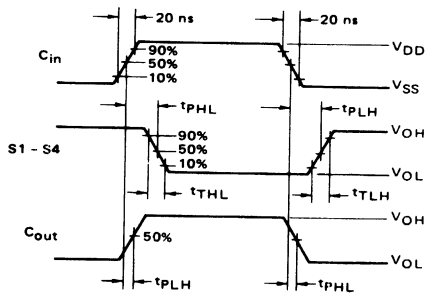 20 ns
20 ns
Cin
90%
50%
10%
VDD
VSS
tPHL
tPLH
S1 - S4
90%
50%
10%
VOH
VOL
tTHL
tTLH
Cout
50%
VOH
VOL
tPLH
tPHL